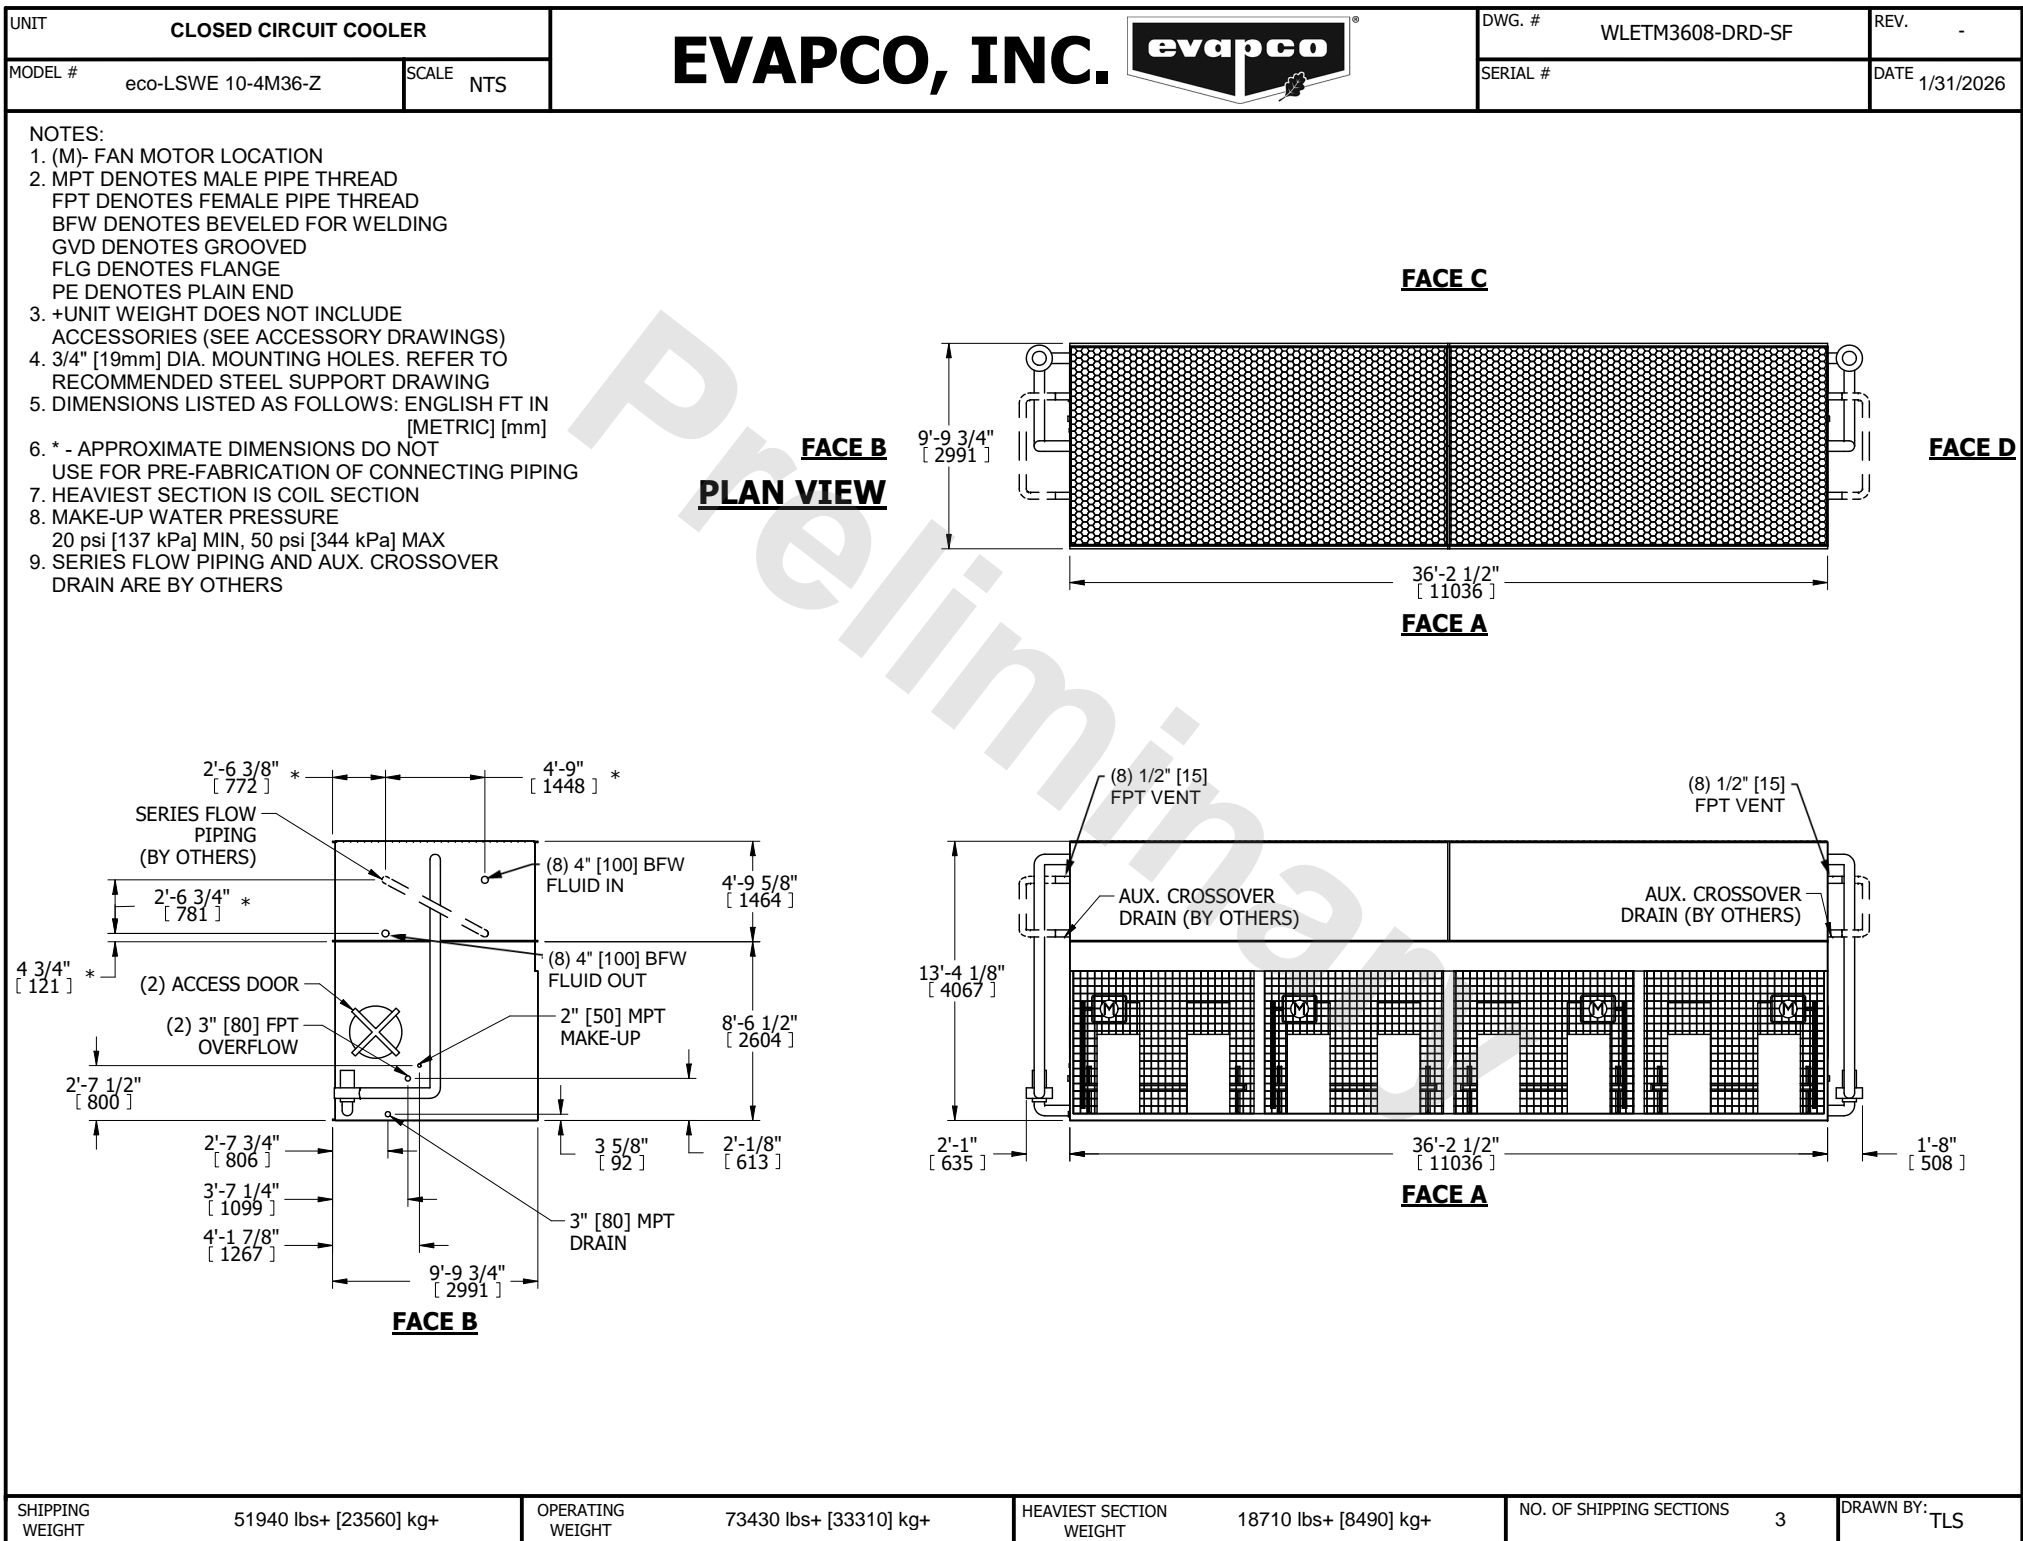 UNIT
CLOSED CIRCUIT COOLER
MODEL #
eco-LSWE 10-4M36-Z
SCALE
NTS
EVAPCO, INC.
evapco
®
DWG. #
WLETM3608-DRD-SF
REV.
-
SERIAL #
DATE
1/31/2026
NOTES:
1. (M)- FAN MOTOR LOCATION
2. MPT DENOTES MALE PIPE THREAD
FPT DENOTES FEMALE PIPE THREAD
BFW DENOTES BEVELED FOR WELDING
GVD DENOTES GROOVED
FLG DENOTES FLANGE
PE DENOTES PLAIN END
3. +UNIT WEIGHT DOES NOT INCLUDE
ACCESSORIES (SEE ACCESSORY DRAWINGS)
4. 3/4" [19mm] DIA. MOUNTING HOLES. REFER TO
RECOMMENDED STEEL SUPPORT DRAWING
5. DIMENSIONS LISTED AS FOLLOWS: ENGLISH FT IN
[METRIC] [mm]
6. * - APPROXIMATE DIMENSIONS DO NOT
USE FOR PRE-FABRICATION OF CONNECTING PIPING
7. HEAVIEST SECTION IS COIL SECTION
8. MAKE-UP WATER PRESSURE
20 psi [137 kPa] MIN, 50 psi [344 kPa] MAX
9. SERIES FLOW PIPING AND AUX. CROSSOVER
DRAIN ARE BY OTHERS
Preliminary
FACE C
FACE B
PLAN VIEW
9'-9 3/4"
[ 2991 ]
FACE D
36'-2 1/2"
[ 11036 ]
FACE A
2'-6 3/8" *
[ 772 ]
4'-9" *
[ 1448 ]
SERIES FLOW
PIPING
(BY OTHERS)
(8) 4" [100] BFW
FLUID IN
2'-6 3/4" *
[ 781 ]
4'-9 5/8"
[ 1464 ]
4 3/4" *
[ 121 ]
(8) 4" [100] BFW
FLUID OUT
(2) ACCESS DOOR
(2) 3" [80] FPT
OVERFLOW
2" [50] MPT
MAKE-UP
8'-6 1/2"
[ 2604 ]
2'-7 1/2"
[ 800 ]
2'-7 3/4"
[ 806 ]
3 5/8"
[ 92 ]
2'-1/8"
[ 613 ]
3'-7 1/4"
[ 1099 ]
4'-1 7/8"
[ 1267 ]
3" [80] MPT
DRAIN
9'-9 3/4"
[ 2991 ]
FACE B
(8) 1/2" [15]
FPT VENT
(8) 1/2" [15]
FPT VENT
AUX. CROSSOVER
DRAIN (BY OTHERS)
AUX. CROSSOVER
DRAIN (BY OTHERS)
13'-4 1/8"
[ 4067 ]
M
M
M
M
2'-1"
[ 635 ]
36'-2 1/2"
[ 11036 ]
1'-8"
[ 508 ]
FACE A
SHIPPING
WEIGHT
51940 lbs+ [23560] kg+
OPERATING
WEIGHT
73430 lbs+ [33310] kg+
HEAVIEST SECTION
WEIGHT
18710 lbs+ [8490] kg+
NO. OF SHIPPING SECTIONS
3
DRAWN BY:
TLS